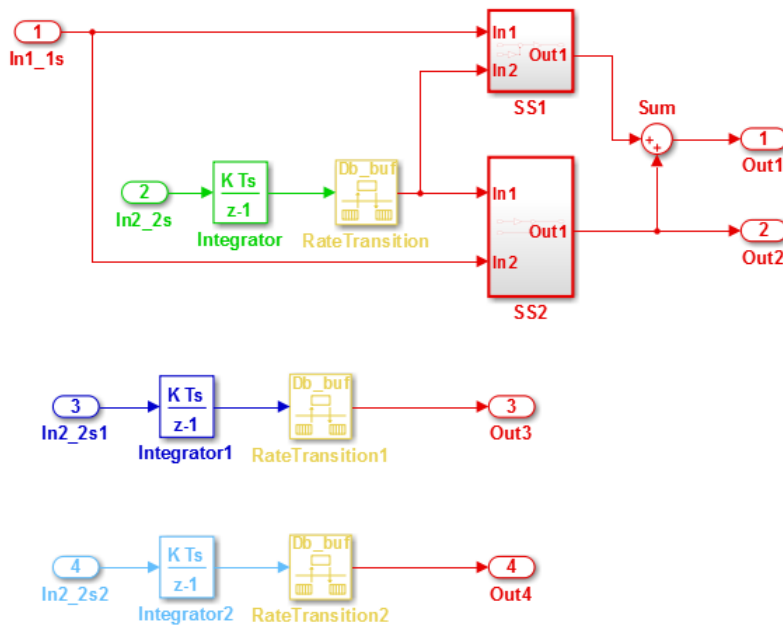 1
In1_1s
In1
In2
Out1
SS1
Sum
+
+
1
Out1
2
In2_2s
K Ts
z-1
Integrator
Db_buf
RateTransition
In1
In2
Out1
SS2
2
Out2
3
In2_2s1
K Ts
z-1
Integrator1
Db_buf
RateTransition1
3
Out3
4
In2_2s2
K Ts
z-1
Integrator2
Db_buf
RateTransition2
4
Out4